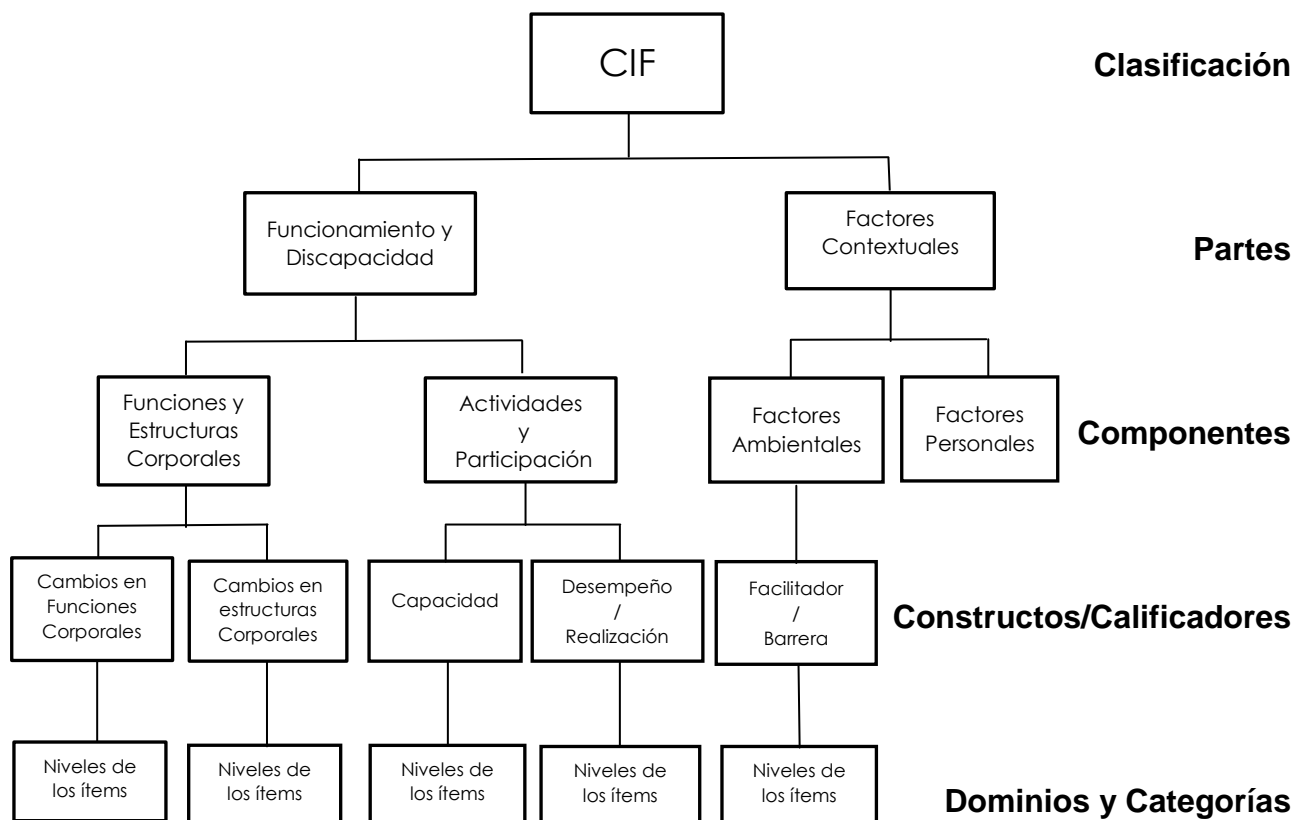 CIF
Clasificación
Funcionamiento y
Discapacidad
Factores
Contextuales
Partes
Funciones y
Estructuras
Corporales
Actividades
y
Participación
Factores
Ambientales
Factores
Personales
Componentes
Cambios en
Funciones
Corporales
Cambios en
estructuras
Corporales
Capacidad
Desempeño
/
Realización
Facilitador
/
Barrera
Constructos/Calificadores
Niveles de
los ítems
Niveles de
los ítems
Niveles de
los ítems
Niveles de
los ítems
Niveles de
los ítems
Dominios y Categorías